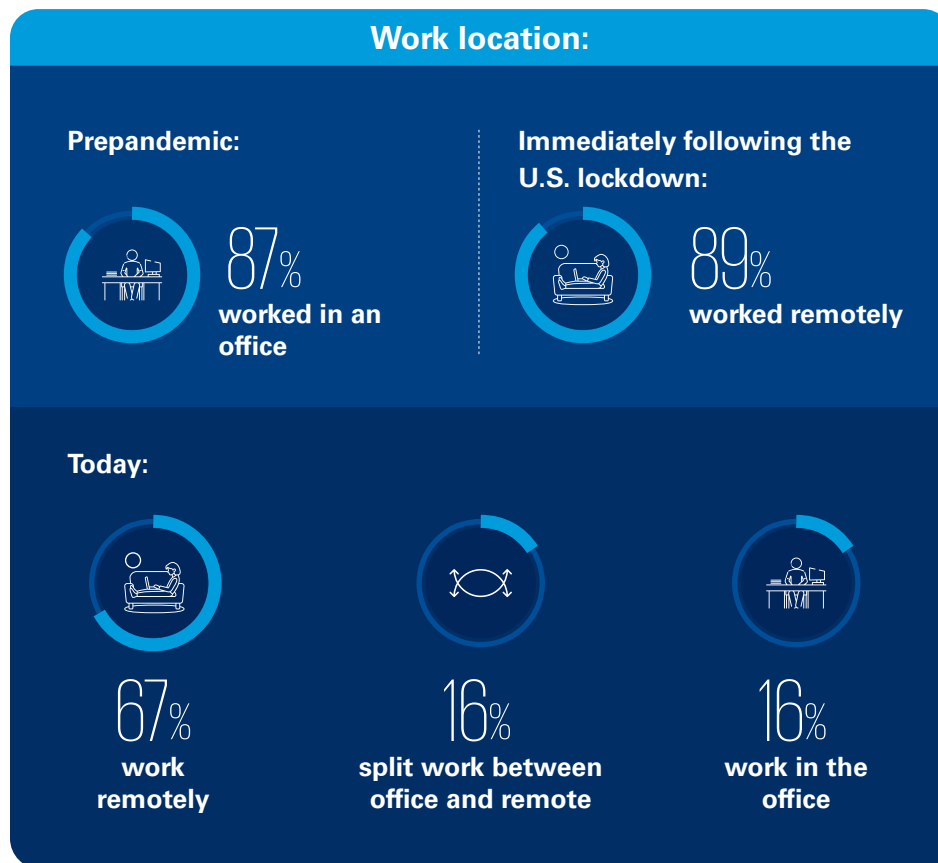 Work location:
Prepandemic:
87%
worked in an
office
Immediately following the
U.S. lockdown:
89%
worked remotely
Today:
67%
work
remotely
16%
split work between
office and remote
16%
work in the
office